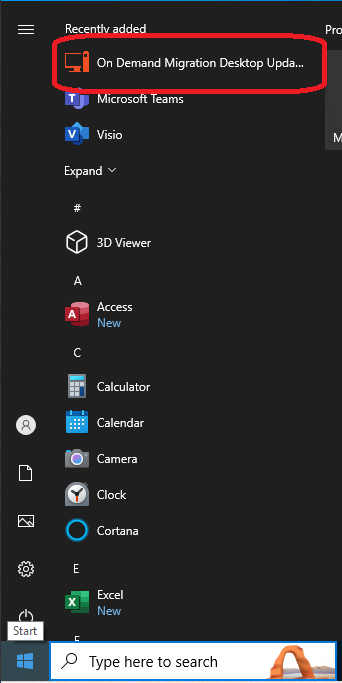 Recently added
Pro
On Demand Migration Desktop Upda...
Microsoft Teams
M
Visio
Expand
#
3D Viewer
A
Access
New
C
Calculator
Calendar
Camera
Clock
Cortana
E
Excel
New
F
Start
Type here to search